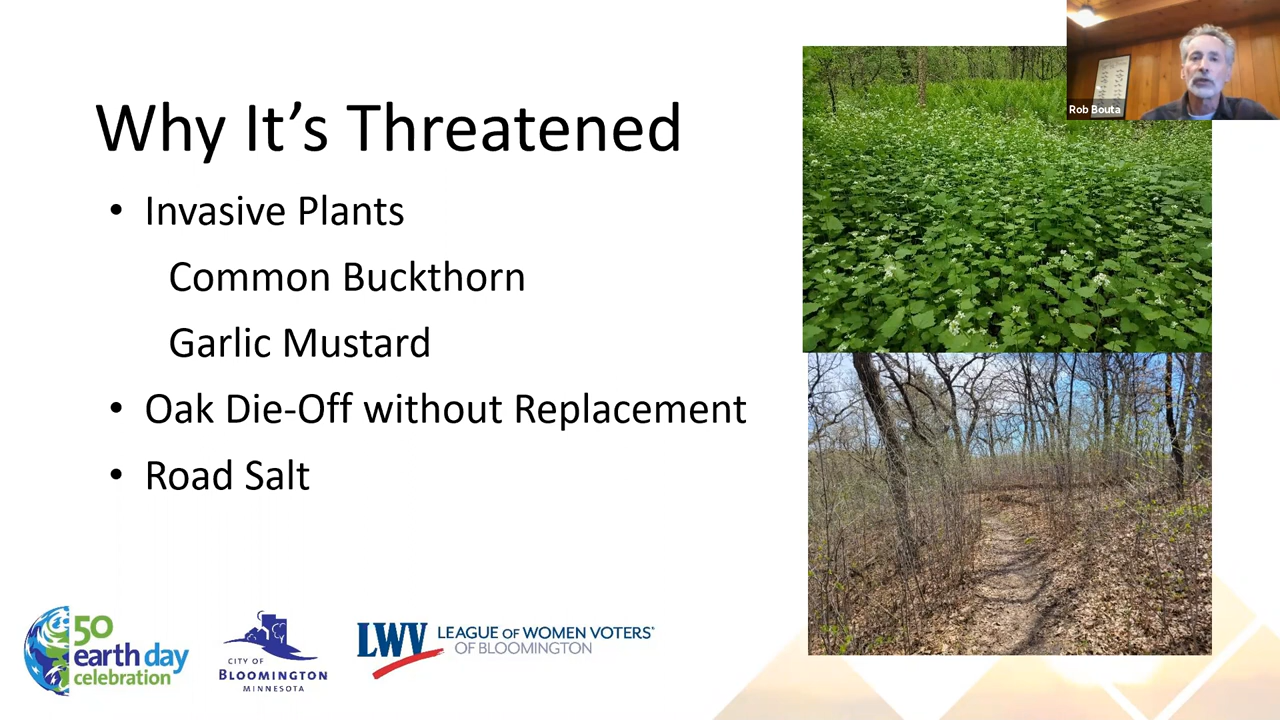 Rob Bouta
Why It's Threatened
• Invasive Plants
Common Buckthorn
Garlic Mustard
• Oak Die-Off without Replacement
• Road Salt
50
earth day
celebration
CITY OF
BLOOMINGTON
MINNESOTA
LWV LEAGUE OF WOMEN VOTERS®
OF BLOOMINGTON